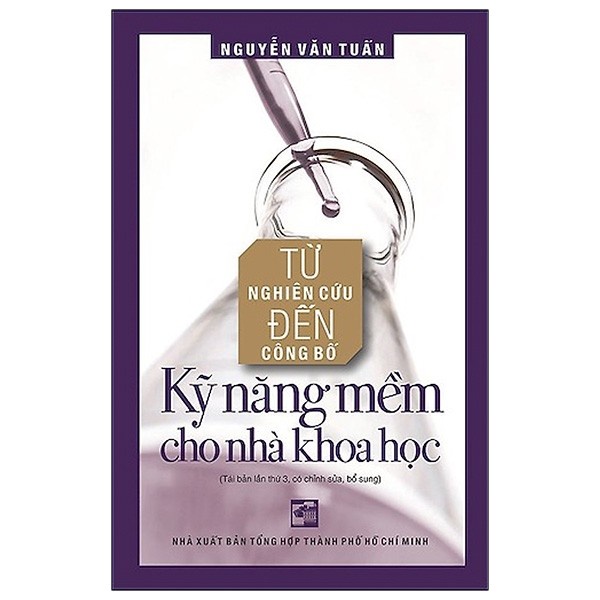 NGUYỄN VĂN TUẤN
TỪ
NGHIÊN CỨU
ĐẾN
CÔNG BỐ
Kỹ năng mềm
cho nhà khoa học
(Tái bản lần thứ 3, có chỉnh sửa, bổ sung)
NHÀ XUẤT BẢN TỔNG HỢP THÀNH PHỐ HỒ CHÍ MINH